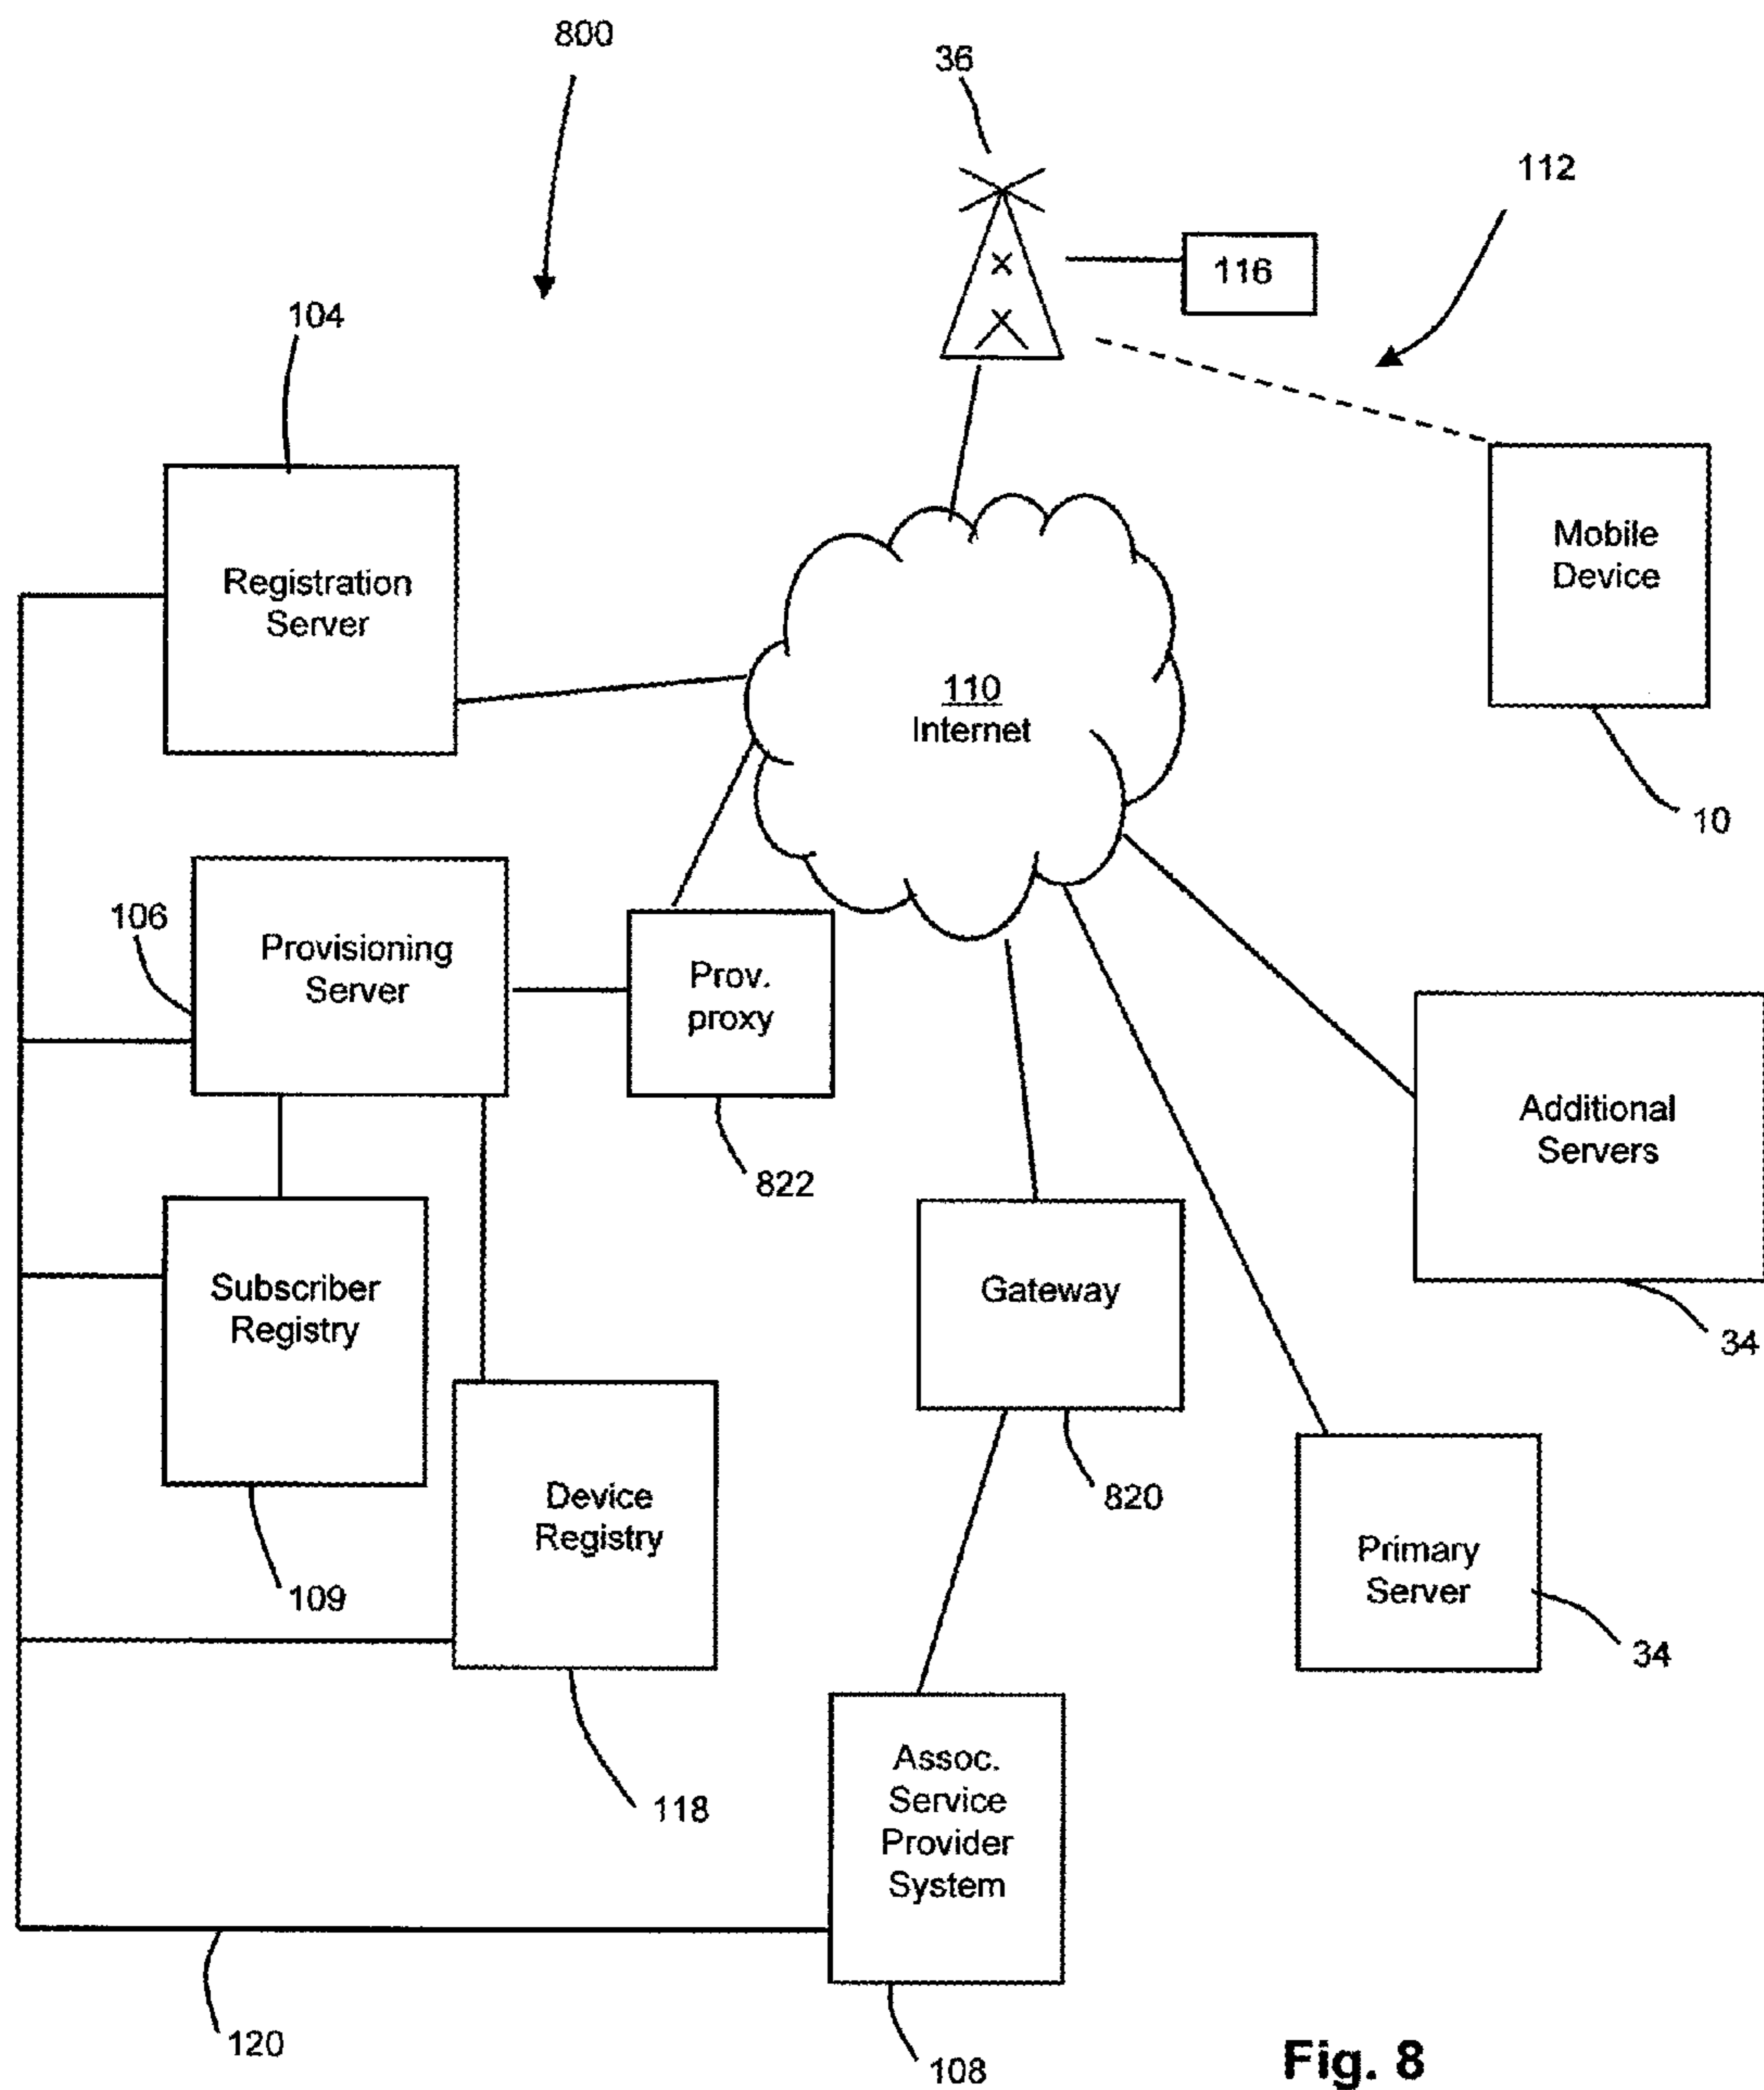 800
36
112
116
104
Registration
Server
Mobile
Device
110
Internet
10
106
Provisioning
Server
Prov.
proxy
822
Additional
Servers
34
Subscriber
Registry
Gateway
820
109
Device
Registry
Primary
Server
34
118
Assoc.
Service
Provider
System
120
108
Fig. 8